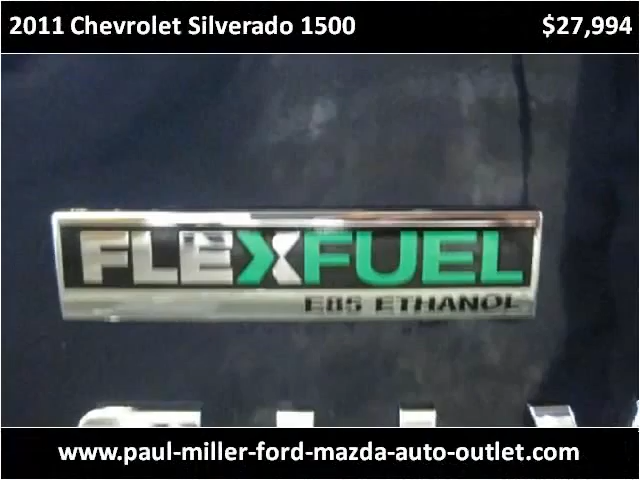 2011 Chevrolet Silverado 1500 $27,994
FLEXFUEL
E85 ETHANOL
www.paul-miller-ford-mazda-auto-outlet.com